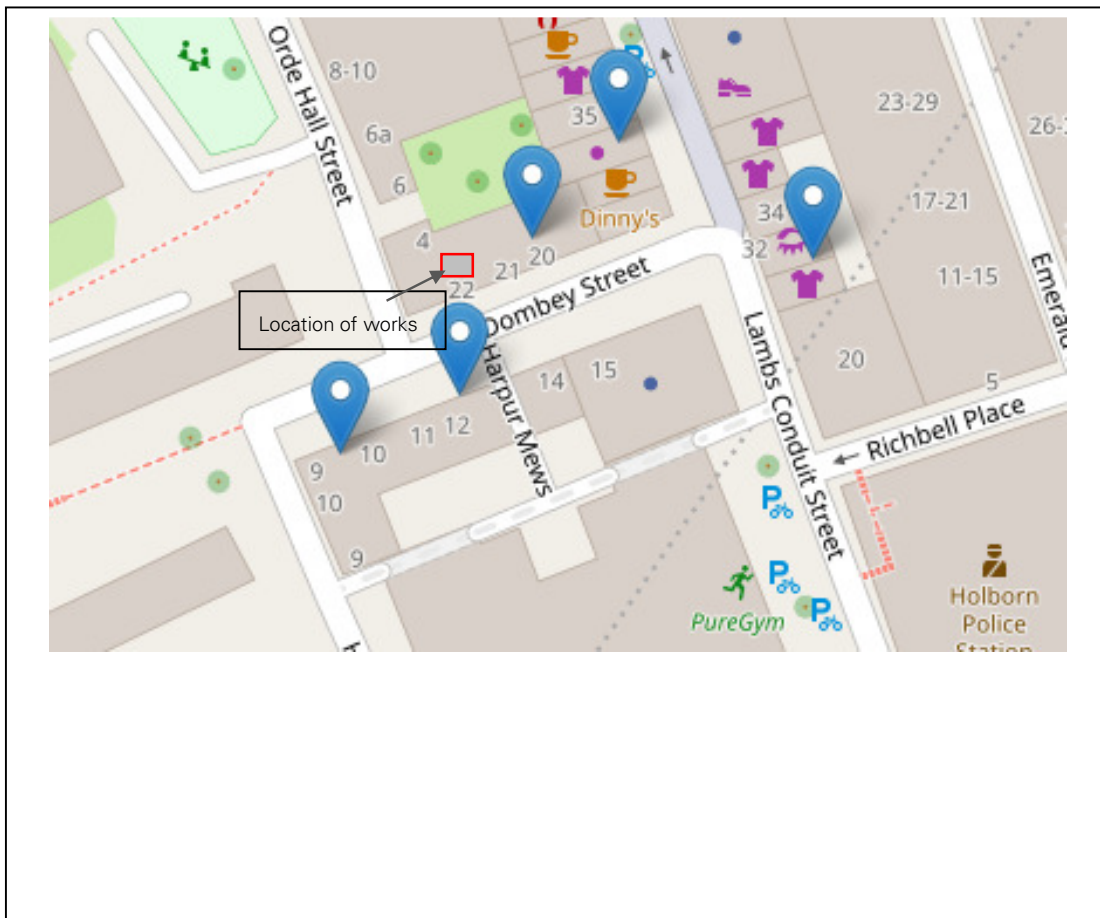 Orde Hall Street
8-10
6a
6
4
35
Dinny's
20
21
22
Location of works
Dombey Street
Harpur Mews
34
32
23-29
17-21
11-15
20
5
Emerald
Lambs Conduit Street
Richbell Place
14
15
12
11
10
9
10
9
P
P
P
P
PureGym
Holborn
Police
Station